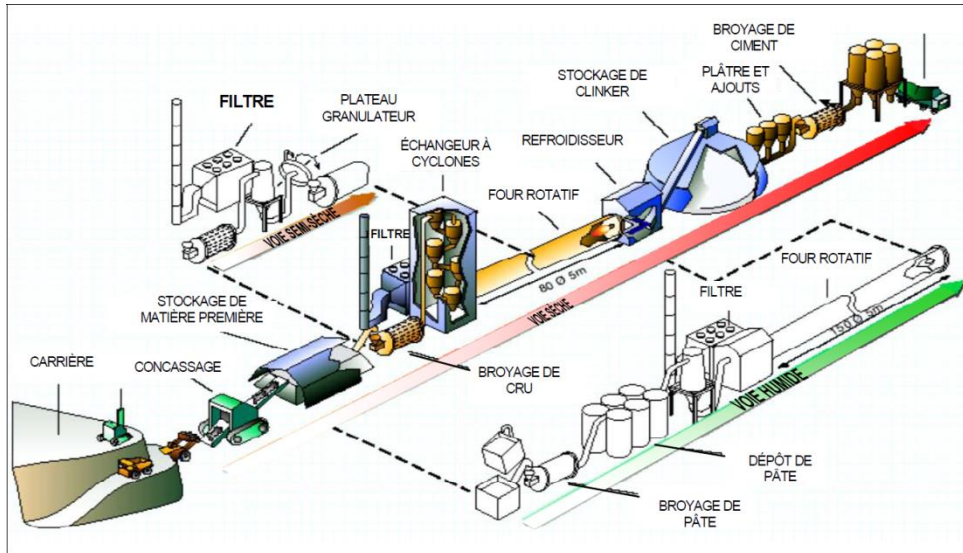 BROYAGE DE
CIMENT
STOCKAGE DE
CLINKER
PLÂTRE ET
AJOUTS
FILTRE
PLATEAU
GRANULATEUR
REFROIDISSEUR
ÉCHANGEUR À
CYCLONES
FOUR ROTATIF
VOIE SEMI-SÈCHE
FILTRE
80 Ø 5m
FOUR ROTATIF
STOCKAGE DE
MATIÈRE PREMIÈRE
FILTRE
VOIE SÈCHE
150 Ø 5m
CARRIÈRE
CONCASSAGE
BROYAGE DE
CRU
VOIE HUMIDE
DÉPÔT DE
PÂTE
BROYAGE DE
PÂTE